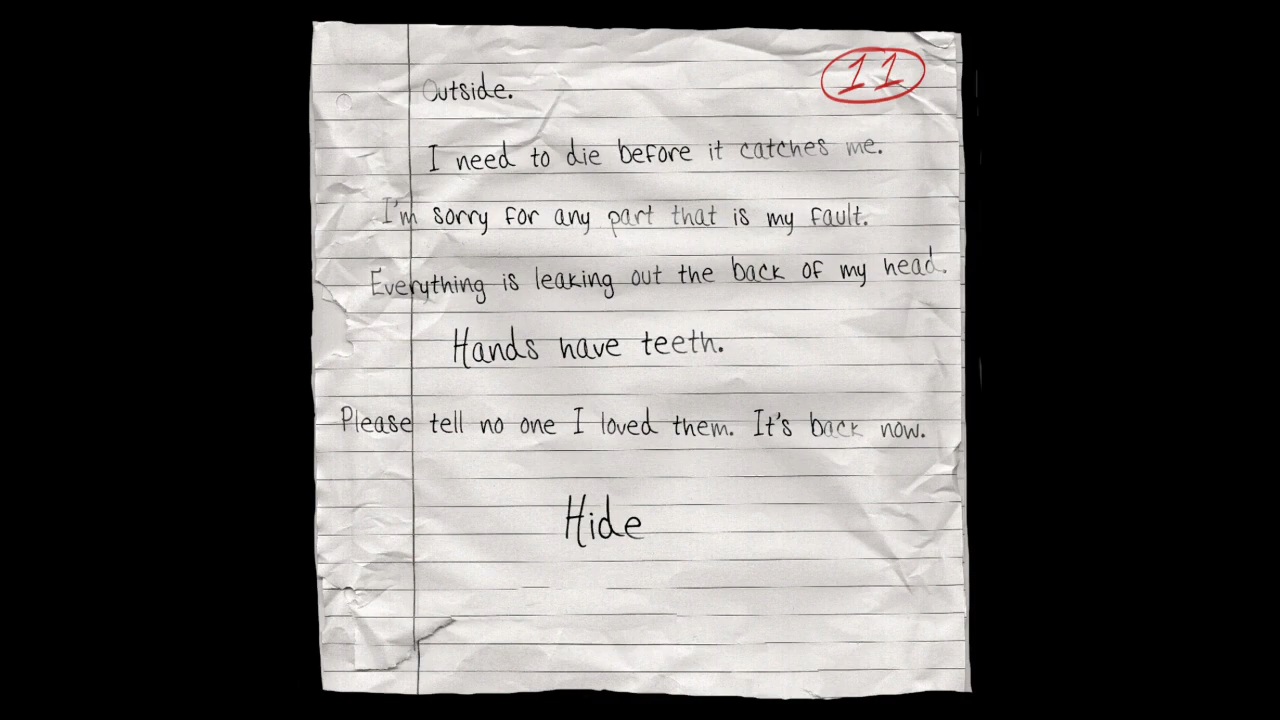 11
Outside.
I need to die before it catches me.
I'm sorry for any part that is my fault.
Everything is leaking out the back of my head.
Hands have teeth.
Please tell no one I loved them. It's back now.
Hide